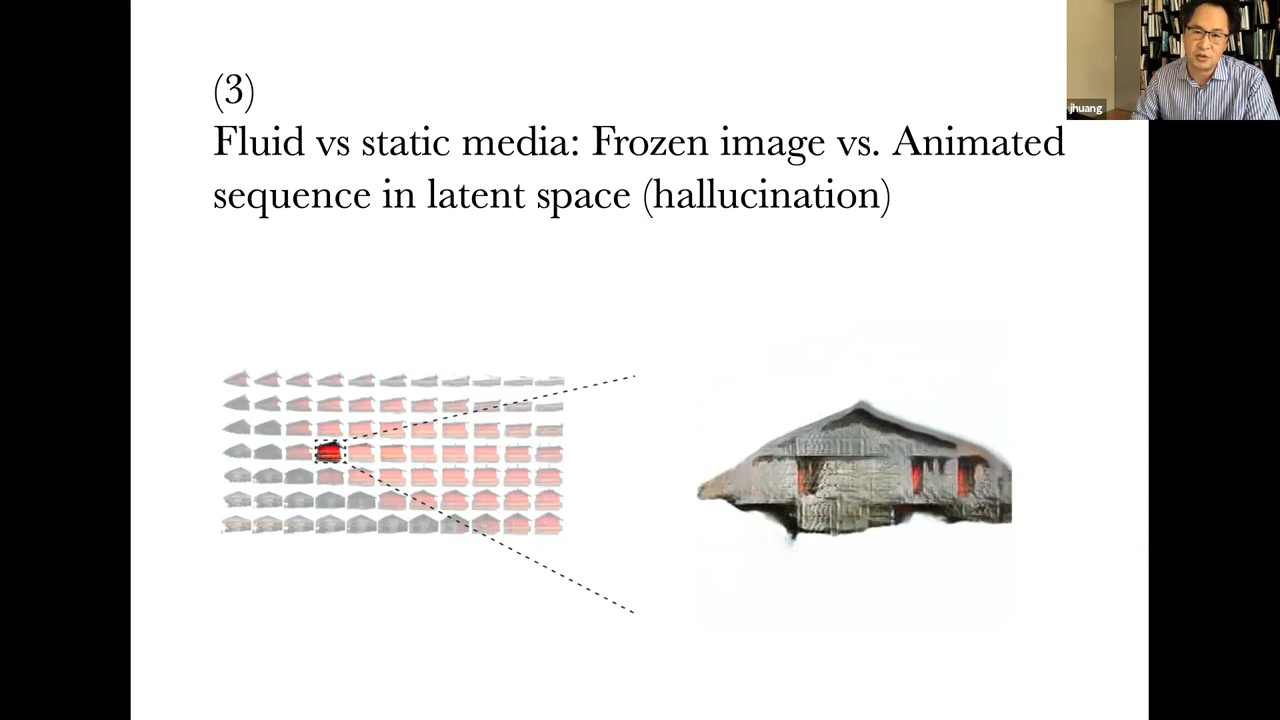 (3)
Fluid vs static media: Frozen image vs. Animated
sequence in latent space (hallucination)
jhuang